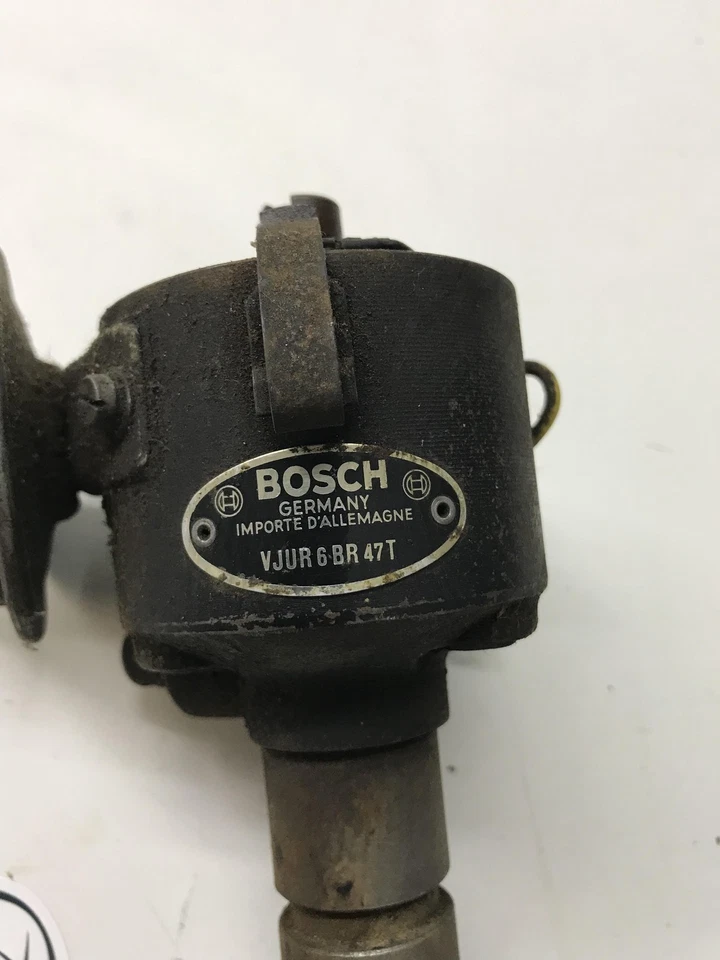 BOSCH
GERMANY
IMPORTE D'ALLEMAGNE
VJUR 6 BR 47 T